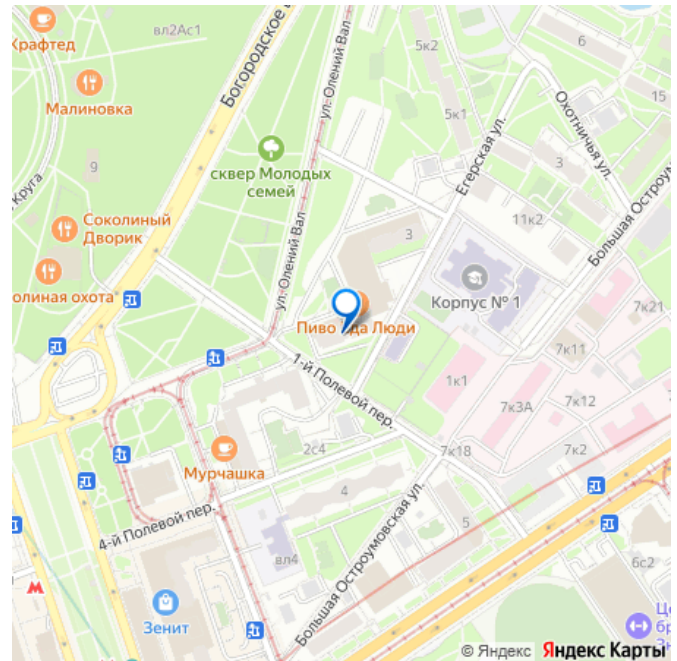 Крафтед
вл2Ас1
Богородское
ул. Олений Вал
5к2
6
Малиновка
15
5к1
Егерская ул.
Охотничья ул.
9
сквер Молодых
семей
3
Круга
Соколиный
Дворик
ул. Олений Вал
11к2
Большая Остроумовская
3
олиная охота
Корпус № 1
7к21
Пиво Еда Люди
7к11
1-й Полевой пер.
1к1
7к3А
7к12
2с4
7к18
7к2
Мурчашка
4
4-й Полевой пер.
Большая Остроумовская ул.
5
вл4
6с2
Зенит
© Яндекс Яндекс Карты